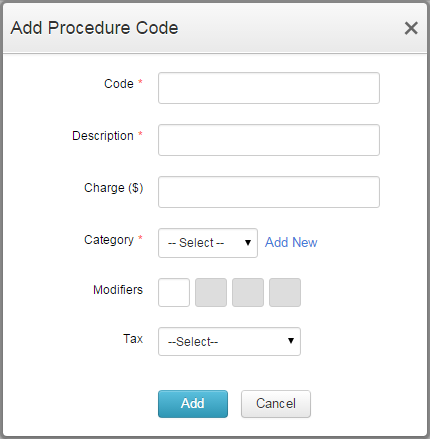 Add Procedure Code ×
Code *
Description *
Charge ($)
Category * -- Select -- Add New
Modifiers
Tax --Select--
Add Cancel